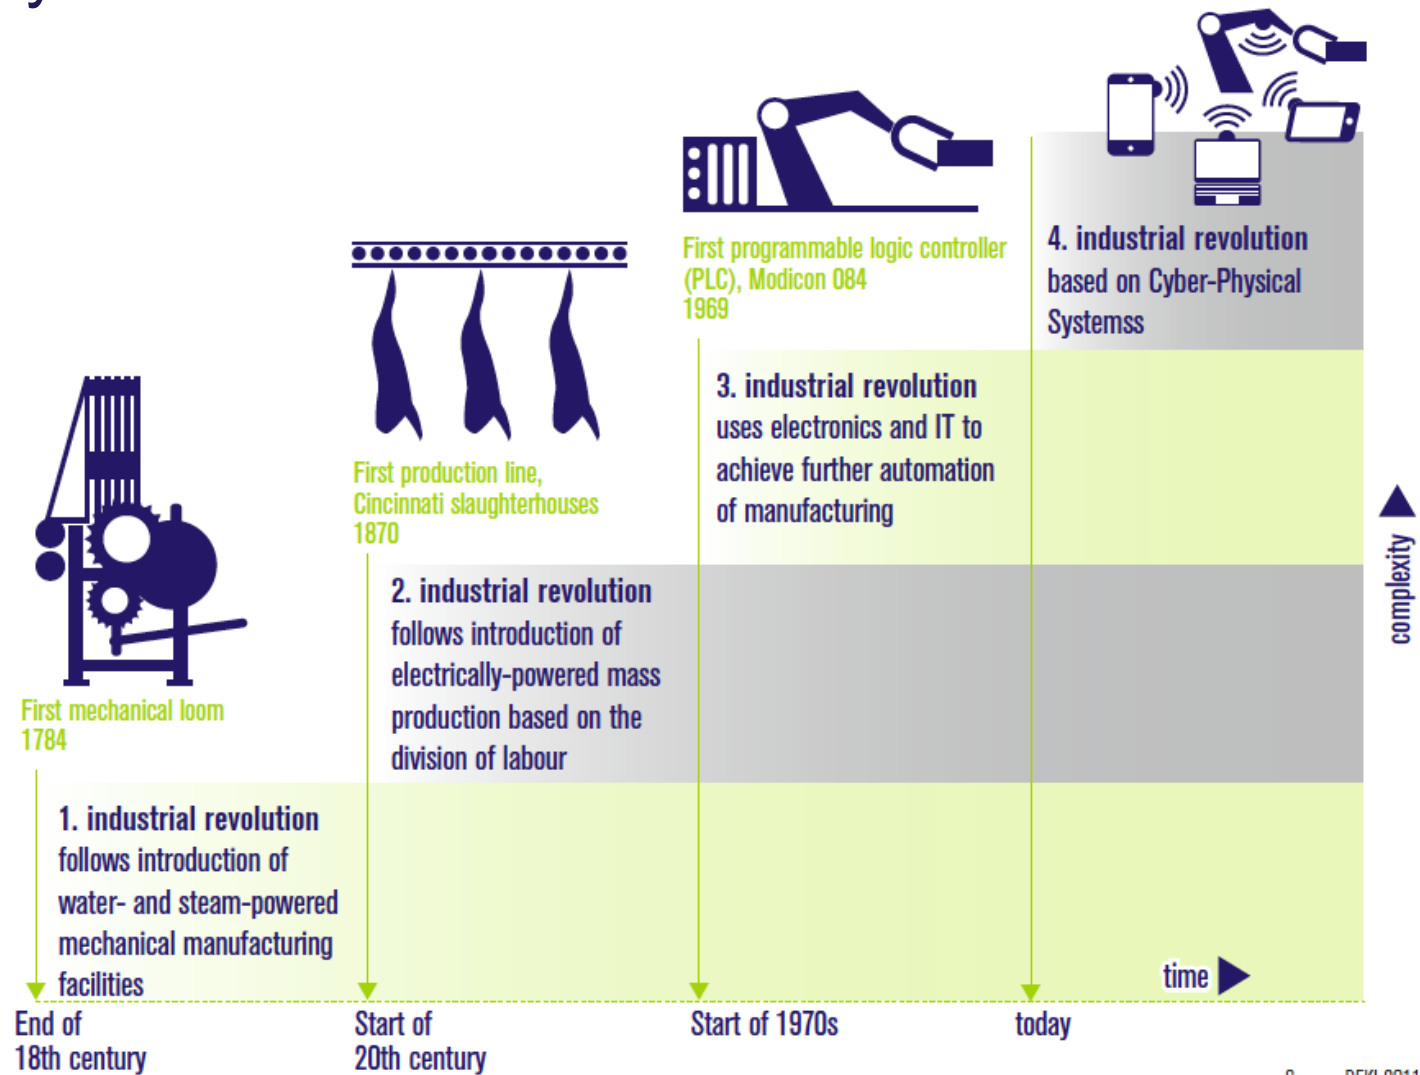 4. industrial revolution
based on Cyber-Physical
Systemss
First programmable logic controller
(PLC), Modicon 084
1969
3. industrial revolution
uses electronics and IT to
achieve further automation
of manufacturing
First production line,
Cincinnati slaughterhouses
1870
2. industrial revolution
follows introduction of
electrically-powered mass
production based on the
division of labour
complexity
First mechanical loom
1784
1. industrial revolution
follows introduction of
water- and steam-powered
mechanical manufacturing
facilities
time
End of
18th century
Start of
20th century
Start of 1970s
today